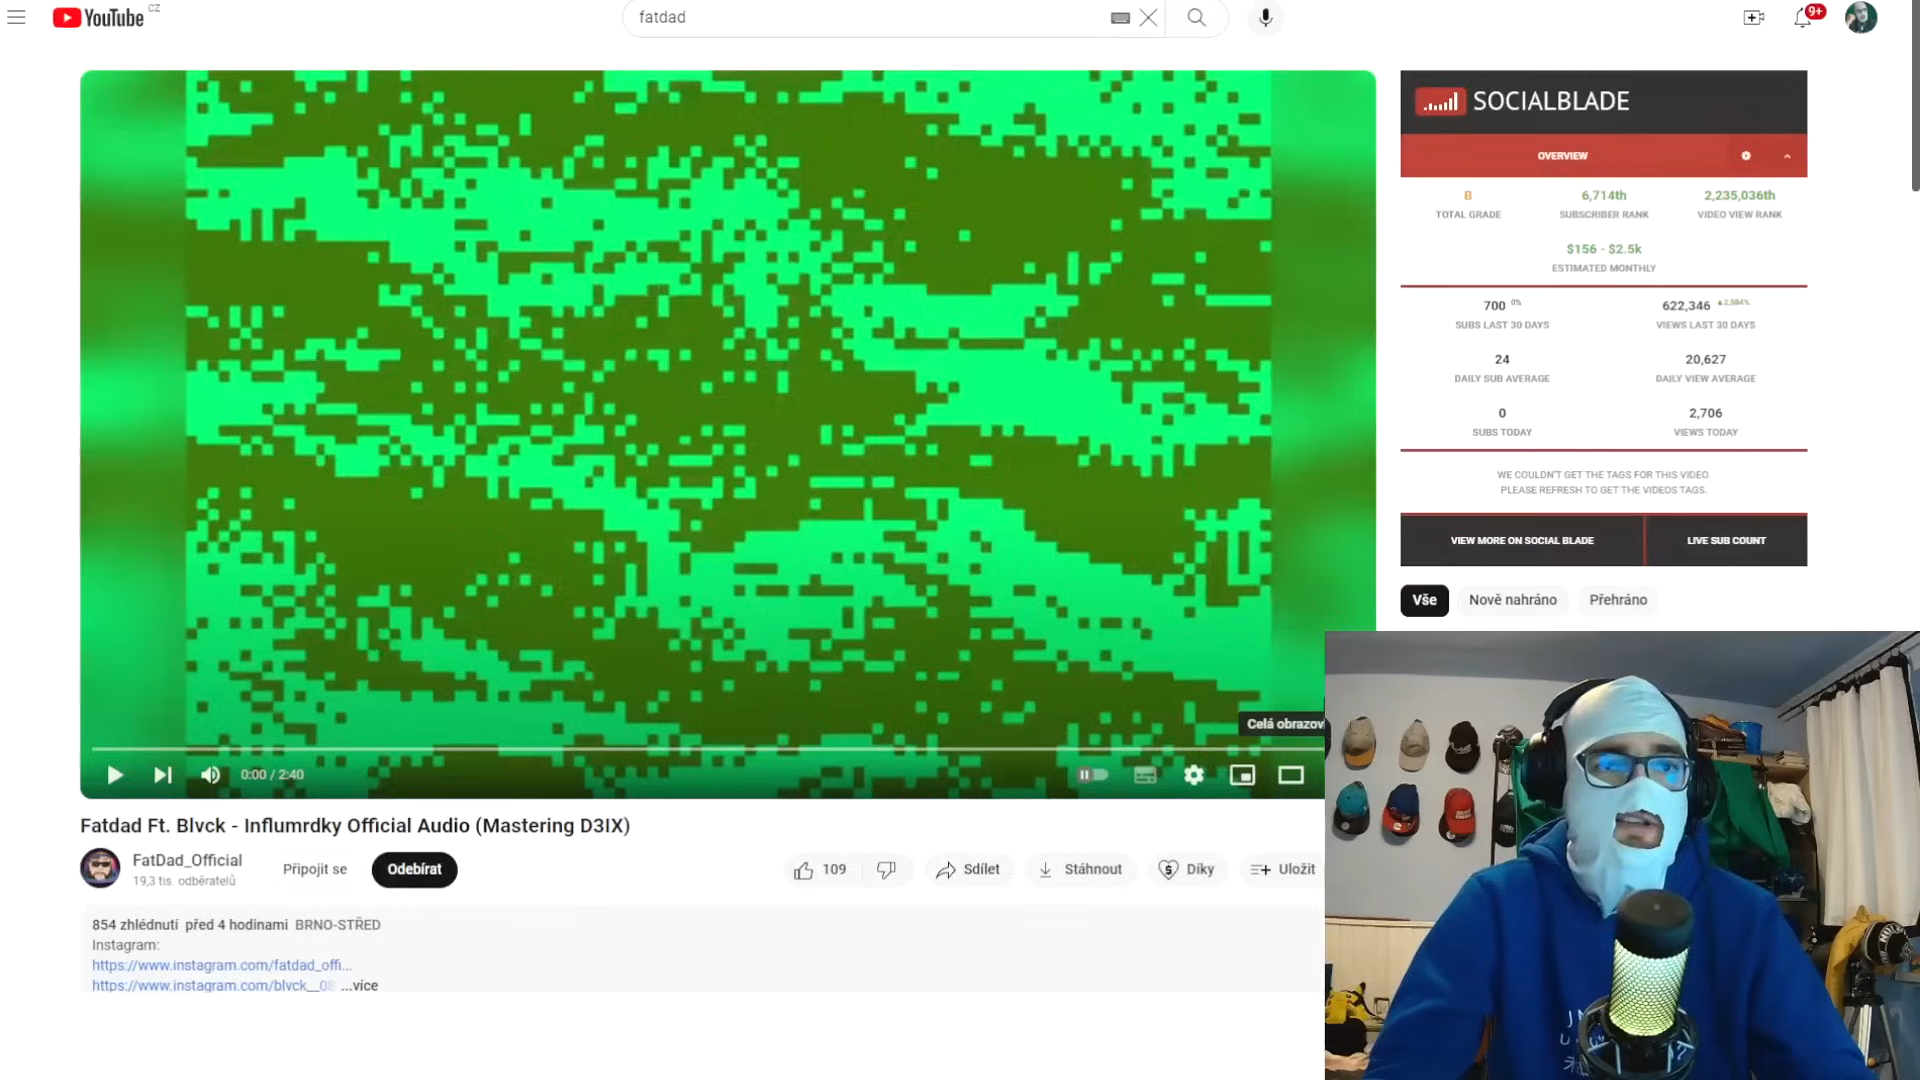 YouTube CZ
fatdad
9+
SOCIALBLADE
OVERVIEW
B
6,714th
2,235,036th
TOTAL GRADE
SUBSCRIBER RANK
VIDEO VIEW RANK
$156 - $2.5k
ESTIMATED MONTHLY
700 0%
622,346
SUBS LAST 30 DAYS
VIEWS LAST 30 DAYS
24
20,627
DAILY SUB AVERAGE
DAILY VIEW AVERAGE
0
2,706
SUBS TODAY
VIEWS TODAY
WE COULDN'T GET THE TAGS FOR THIS VIDEO.
PLEASE REFRESH TO GET THE VIDEOS TAGS.
VIEW MORE ON SOCIAL BLADE
LIVE SUB COUNT
Vše
Nově nahráno
Přehráno
Celá obrazov
0:00 / 2:40
Fatdad Ft. Blvck - Influmrdky Official Audio (Mastering D3IX)
FatDad_Official
19,3 tis. odběratelů
Připojit se
Odebírat
109
Sdílet
Stáhnout
Díky
Uložit
854 zhlédnutí před 4 hodinami BRNO-STŘED
Instagram:
https://www.instagram.com/fatdad_offi...
https://www.instagram.com/blvck__08 ...více